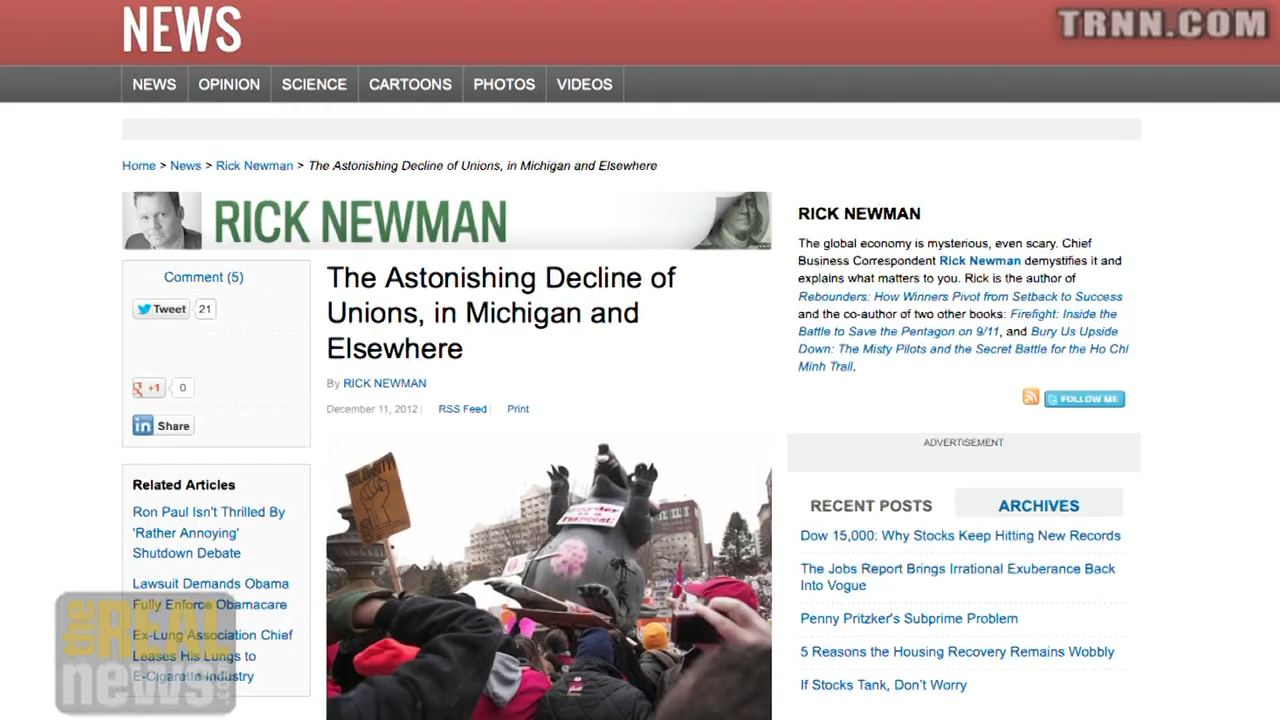 NEWS
TRNN.COM
NEWS OPINION SCIENCE CARTOONS PHOTOS VIDEOS
Home > News > Rick Newman > The Astonishing Decline of Unions, in Michigan and Elsewhere
RICK NEWMAN
Comment (5)
Tweet 21
+1 0
in Share
Related Articles
Ron Paul Isn't Thrilled By
'Rather Annoying'
Shutdown Debate
Lawsuit Demands Obama
Fully Enforce Obamacare
Ex-Lung Association Chief
Leases His Lungs to
E-Cigarette Industry
the REAL
news
The Astonishing Decline of
Unions, in Michigan and
Elsewhere
By RICK NEWMAN
December 11, 2012 RSS Feed Print
SOLIDARITY!
RICK NEWMAN
The global economy is mysterious, even scary. Chief
Business Correspondent Rick Newman demystifies it and
explains what matters to you. Rick is the author of
Rebounders: How Winners Pivot from Setback to Success
and the co-author of two other books: Firefight: Inside the
Battle to Save the Pentagon on 9/11, and Bury Us Upside
Down: The Misty Pilots and the Secret Battle for the Ho Chi
Minh Trail.
FOLLOW ME
ADVERTISEMENT
RECENT POSTS ARCHIVES
Dow 15,000: Why Stocks Keep Hitting New Records
The Jobs Report Brings Irrational Exuberance Back
Into Vogue
Penny Pritzker's Subprime Problem
5 Reasons the Housing Recovery Remains Wobbly
If Stocks Tank, Don't Worry